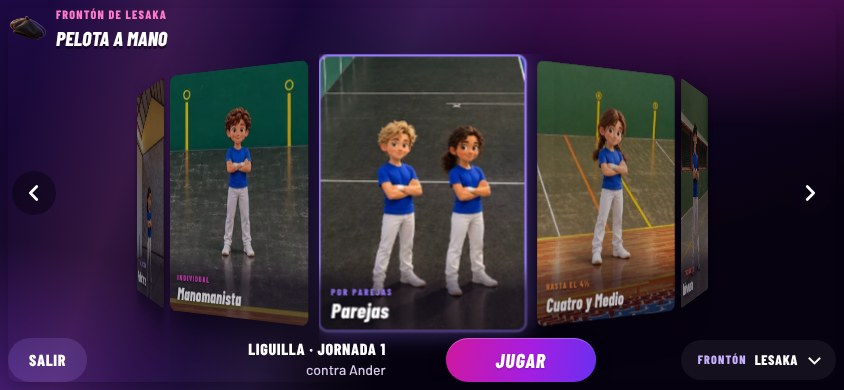 FRONTÓN DE LESAKA
PELOTA A MANO
INDIVIDUAL
Manomanista
POR PAREJAS
Parejas
HASTA EL 4½
Cuatro y Medio
SALIR
LIGUILLA · JORNADA 1
contra Ander
JUGAR
FRONTÓN LESAKA